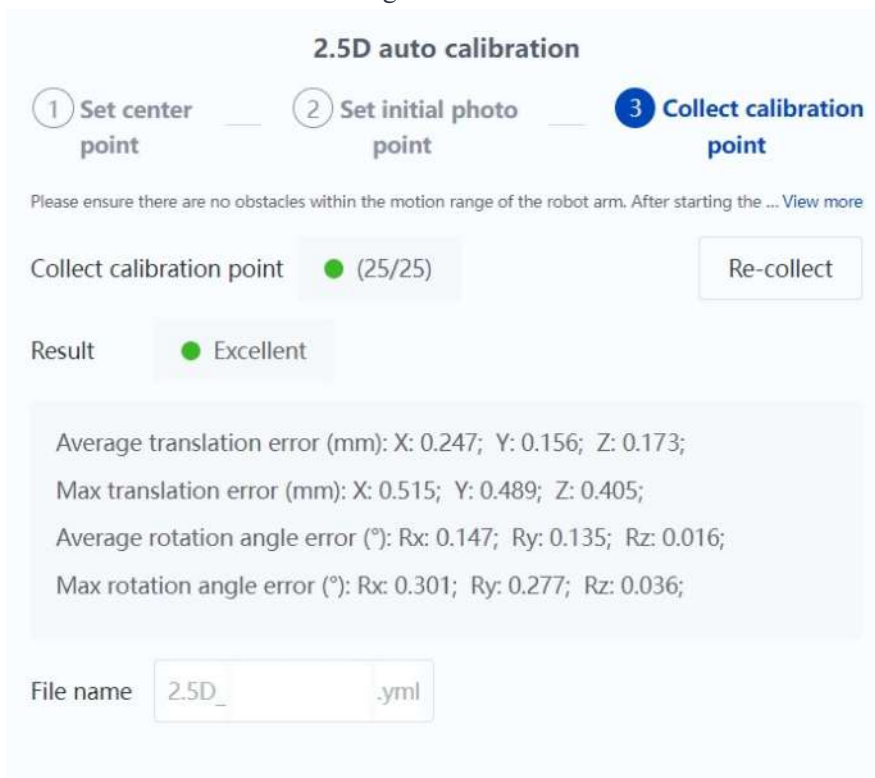 2.5D auto calibration
1 Set center point
2 Set initial photo point
3 Collect calibration point
Please ensure there are no obstacles within the motion range of the robot arm. After starting the ... View more
Collect calibration point (25/25) Re-collect
Result Excellent
Average translation error (mm): X: 0.247; Y: 0.156; Z: 0.173;
Max translation error (mm): X: 0.515; Y: 0.489; Z: 0.405;
Average rotation angle error (°): Rx: 0.147; Ry: 0.135; Rz: 0.016;
Max rotation angle error (°): Rx: 0.301; Ry: 0.277; Rz: 0.036;
File name 2.5D_ .yml